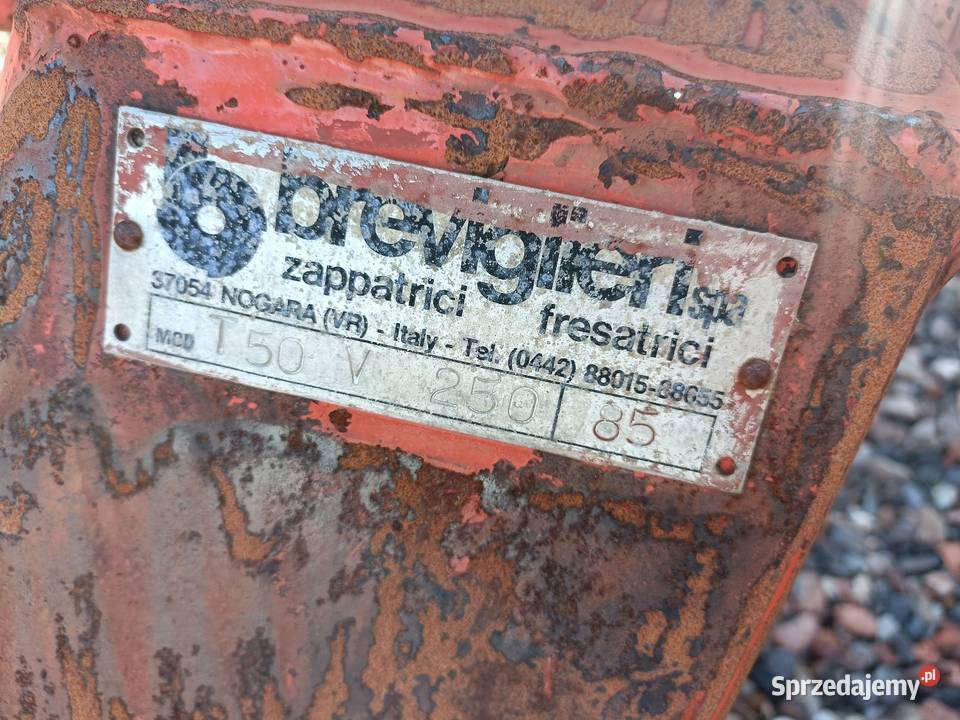 breviglieri spa
zappatrici fresatrici
37054 NOGARA (VR) - Italy - Tel. (0442) 88015-88055
MOD T50 V 250 85
Sprzedajemy.pl